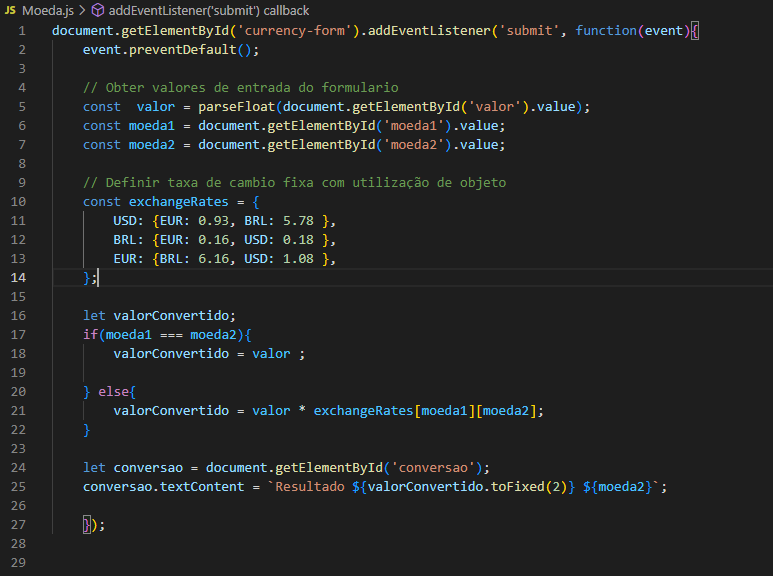 JS Moeda.js > addEventListener('submit') callback
1 document.getElementById('currency-form').addEventListener('submit', function(event){
2     event.preventDefault();
3
4     // Obter valores de entrada do formulario
5     const  valor = parseFloat(document.getElementById('valor').value);
6     const moeda1 = document.getElementById('moeda1').value;
7     const moeda2 = document.getElementById('moeda2').value;
8
9     // Definir taxa de cambio fixa com utilização de objeto
10     const exchangeRates = {
11         USD: {EUR: 0.93, BRL: 5.78 },
12         BRL: {EUR: 0.16, USD: 0.18 },
13         EUR: {BRL: 6.16, USD: 1.08 },
14     };
15
16     let valorConvertido;
17     if(moeda1 === moeda2){
18         valorConvertido = valor ;
19
20     } else{
21         valorConvertido = valor * exchangeRates[moeda1][moeda2];
22     }
23
24     let conversao = document.getElementById('conversao');
25     conversao.textContent = `Resultado ${valorConvertido.toFixed(2)} ${moeda2}`;
26
27     });
28
29